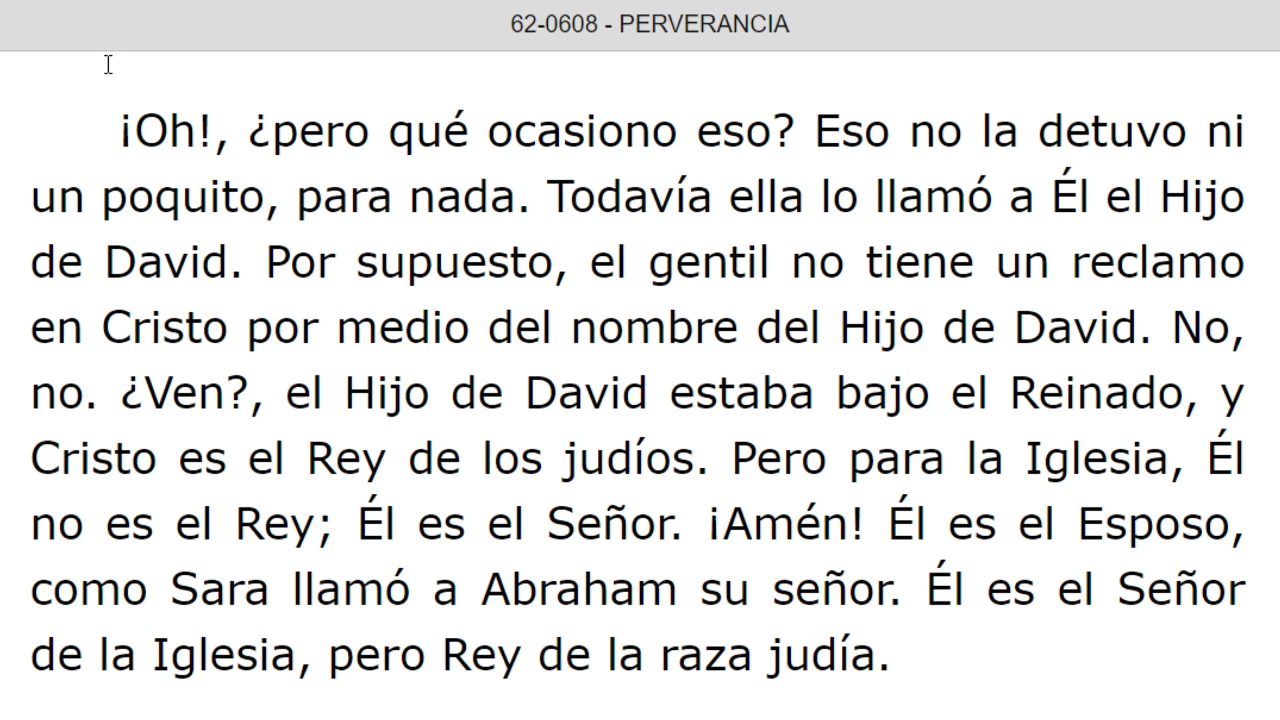 62-0608 - PERVERANCIA
¡Oh!, ¿pero qué ocasiono eso? Eso no la detuvo ni
un poquito, para nada. Todavía ella lo llamó a Él el Hijo
de David. Por supuesto, el gentil no tiene un reclamo
en Cristo por medio del nombre del Hijo de David. No,
no. ¿Ven?, el Hijo de David estaba bajo el Reinado, y
Cristo es el Rey de los judíos. Pero para la Iglesia, Él
no es el Rey; Él es el Señor. ¡Amén! Él es el Esposo,
como Sara llamó a Abraham su señor. Él es el Señor
de la Iglesia, pero Rey de la raza judía.